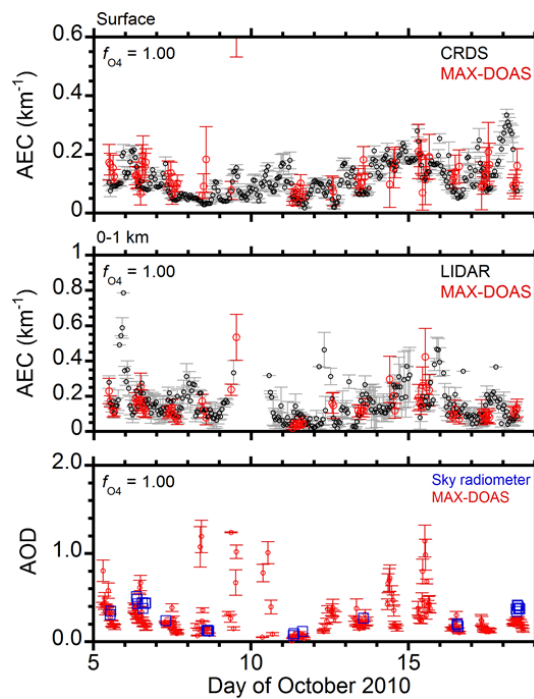 Surface
0.6
f_O4 = 1.00
CRDS
MAX-DOAS
0.4
AEC (km⁻¹)
0.2
0
0-1 km
1
f_O4 = 1.00
LIDAR
MAX-DOAS
0.8
0.6
AEC (km⁻¹)
0.4
0.2
0
2.0
f_O4 = 1.00
Sky radiometer
MAX-DOAS
AOD
1.0
0.0
5
10
15
Day of October 2010